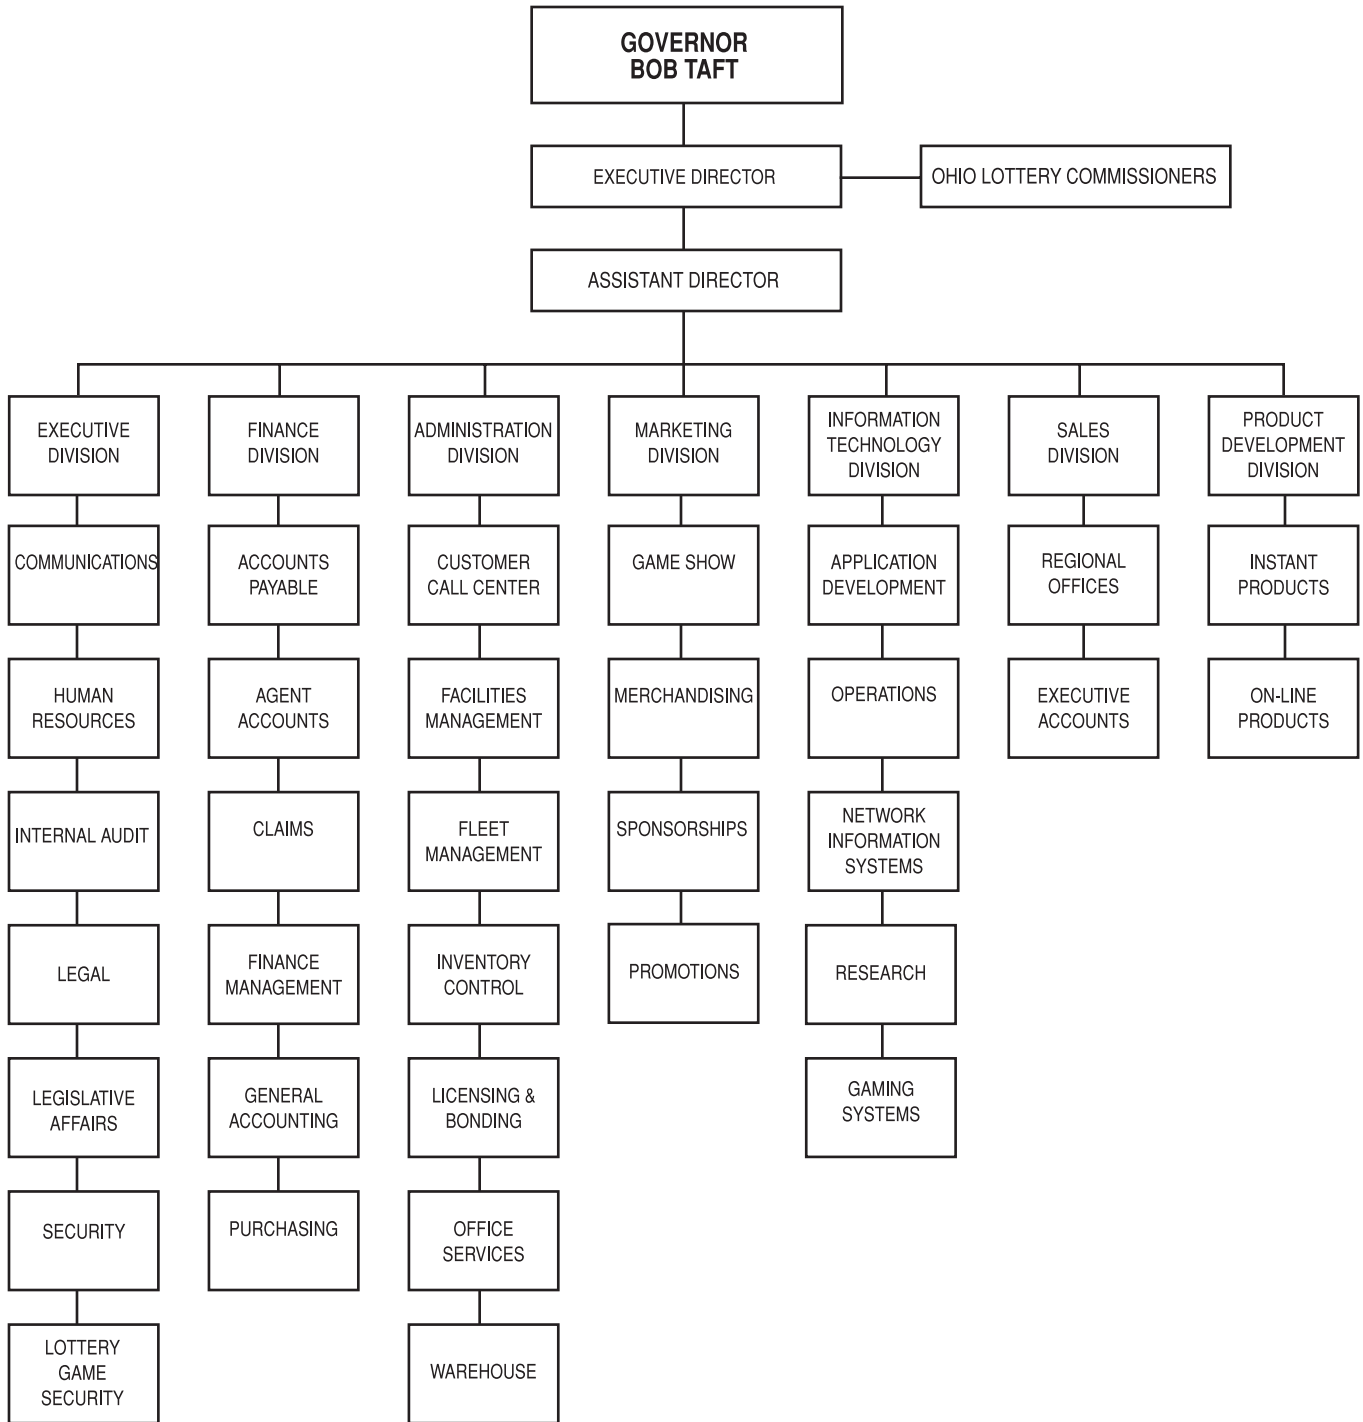 GOVERNOR
BOB TAFT
EXECUTIVE DIRECTOR
OHIO LOTTERY COMMISSIONERS
ASSISTANT DIRECTOR
EXECUTIVE
DIVISION
FINANCE
DIVISION
ADMINISTRATION
DIVISION
MARKETING
DIVISION
INFORMATION
TECHNOLOGY
DIVISION
SALES
DIVISION
PRODUCT
DEVELOPMENT
DIVISION
COMMUNICATIONS
ACCOUNTS
PAYABLE
CUSTOMER
CALL CENTER
GAME SHOW
APPLICATION
DEVELOPMENT
REGIONAL
OFFICES
INSTANT
PRODUCTS
HUMAN
RESOURCES
AGENT
ACCOUNTS
FACILITIES
MANAGEMENT
MERCHANDISING
OPERATIONS
EXECUTIVE
ACCOUNTS
ON-LINE
PRODUCTS
INTERNAL AUDIT
CLAIMS
FLEET
MANAGEMENT
SPONSORSHIPS
NETWORK
INFORMATION
SYSTEMS
LEGAL
FINANCE
MANAGEMENT
INVENTORY
CONTROL
PROMOTIONS
RESEARCH
LEGISLATIVE
AFFAIRS
GENERAL
ACCOUNTING
LICENSING &
BONDING
GAMING
SYSTEMS
SECURITY
PURCHASING
OFFICE
SERVICES
LOTTERY
GAME
SECURITY
WAREHOUSE